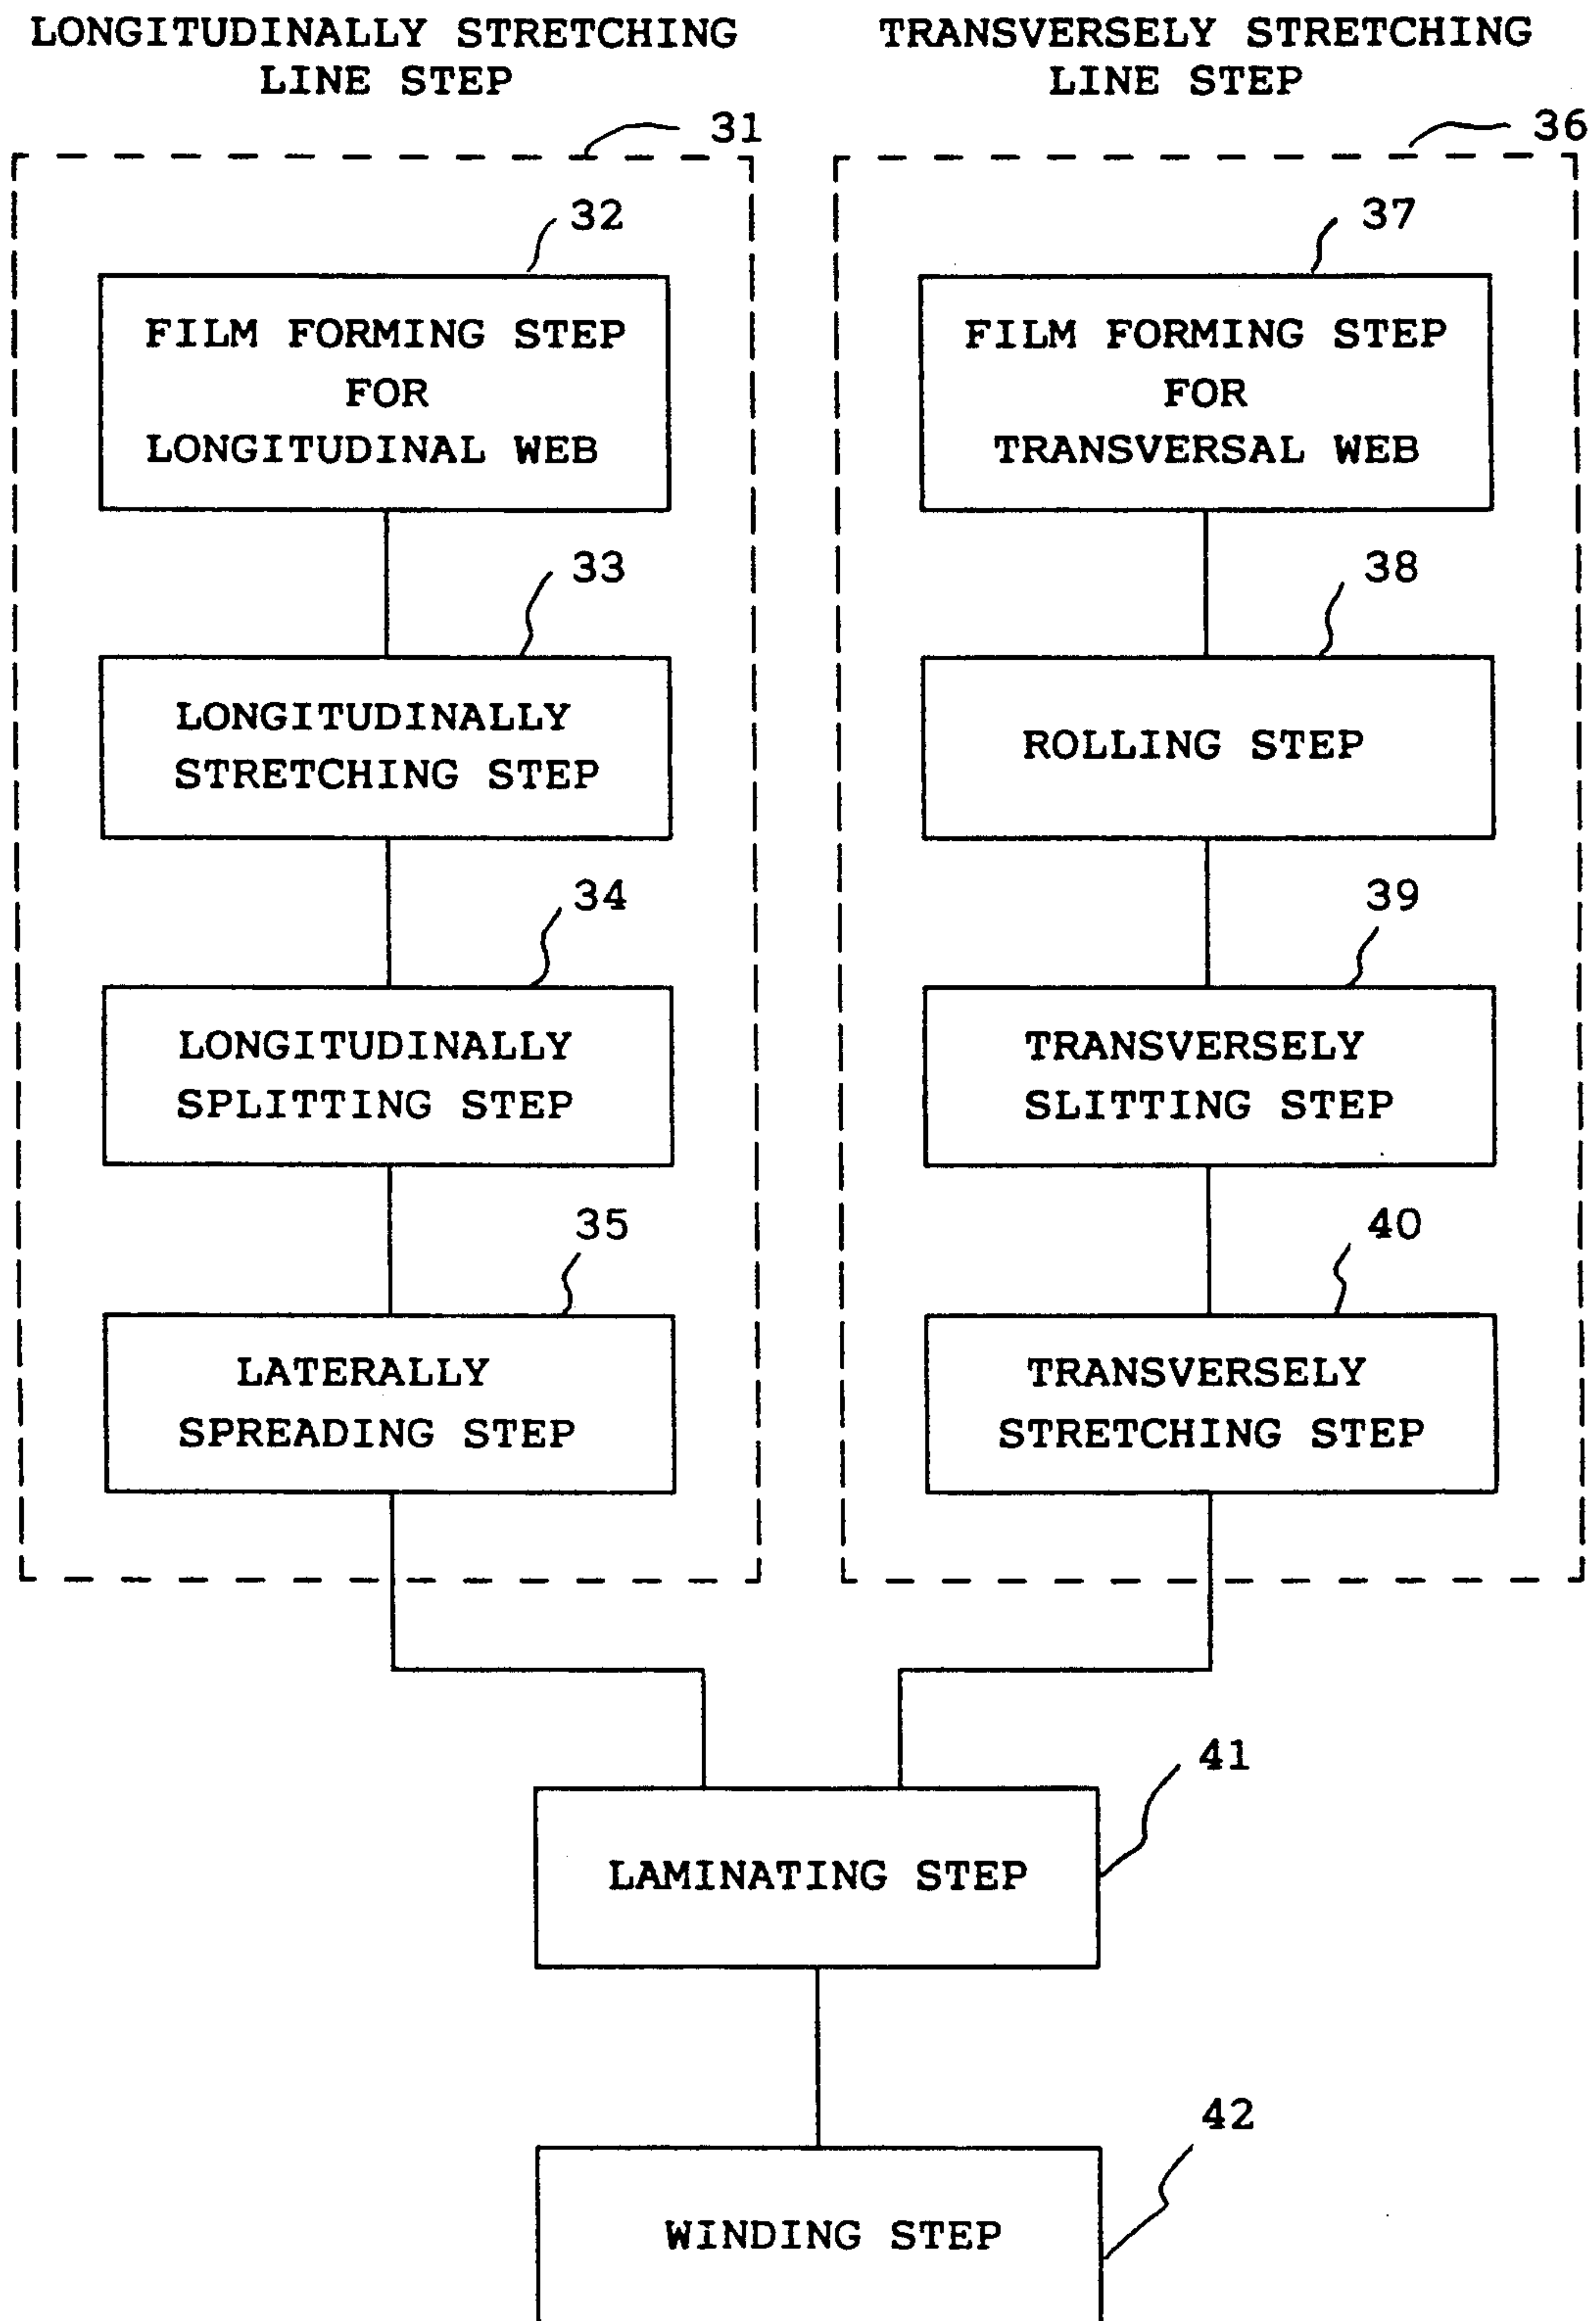 LONGITUDINALLY STRETCHING
LINE STEP
31
32
FILM FORMING STEP
FOR
LONGITUDINAL WEB
33
LONGITUDINALLY
STRETCHING STEP
34
LONGITUDINALLY
SPLITTING STEP
35
LATERALLY
SPREADING STEP
TRANSVERSELY STRETCHING
LINE STEP
36
37
FILM FORMING STEP
FOR
TRANSVERSAL WEB
38
ROLLING STEP
39
TRANSVERSELY
SLITTING STEP
40
TRANSVERSELY
STRETCHING STEP
41
LAMINATING STEP
42
WINDING STEP